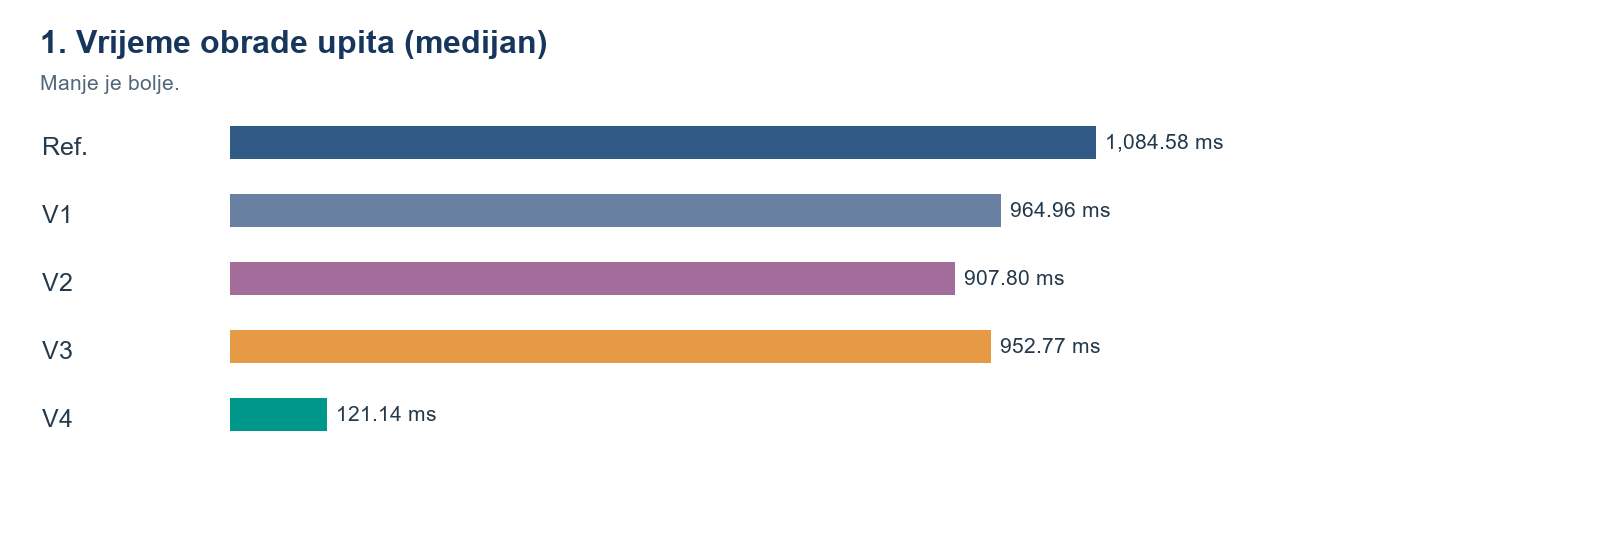 1. Vrijeme obrade upita (medijan)
Manje je bolje.
Ref. 1,084.58 ms
V1 964.96 ms
V2 907.80 ms
V3 952.77 ms
V4 121.14 ms